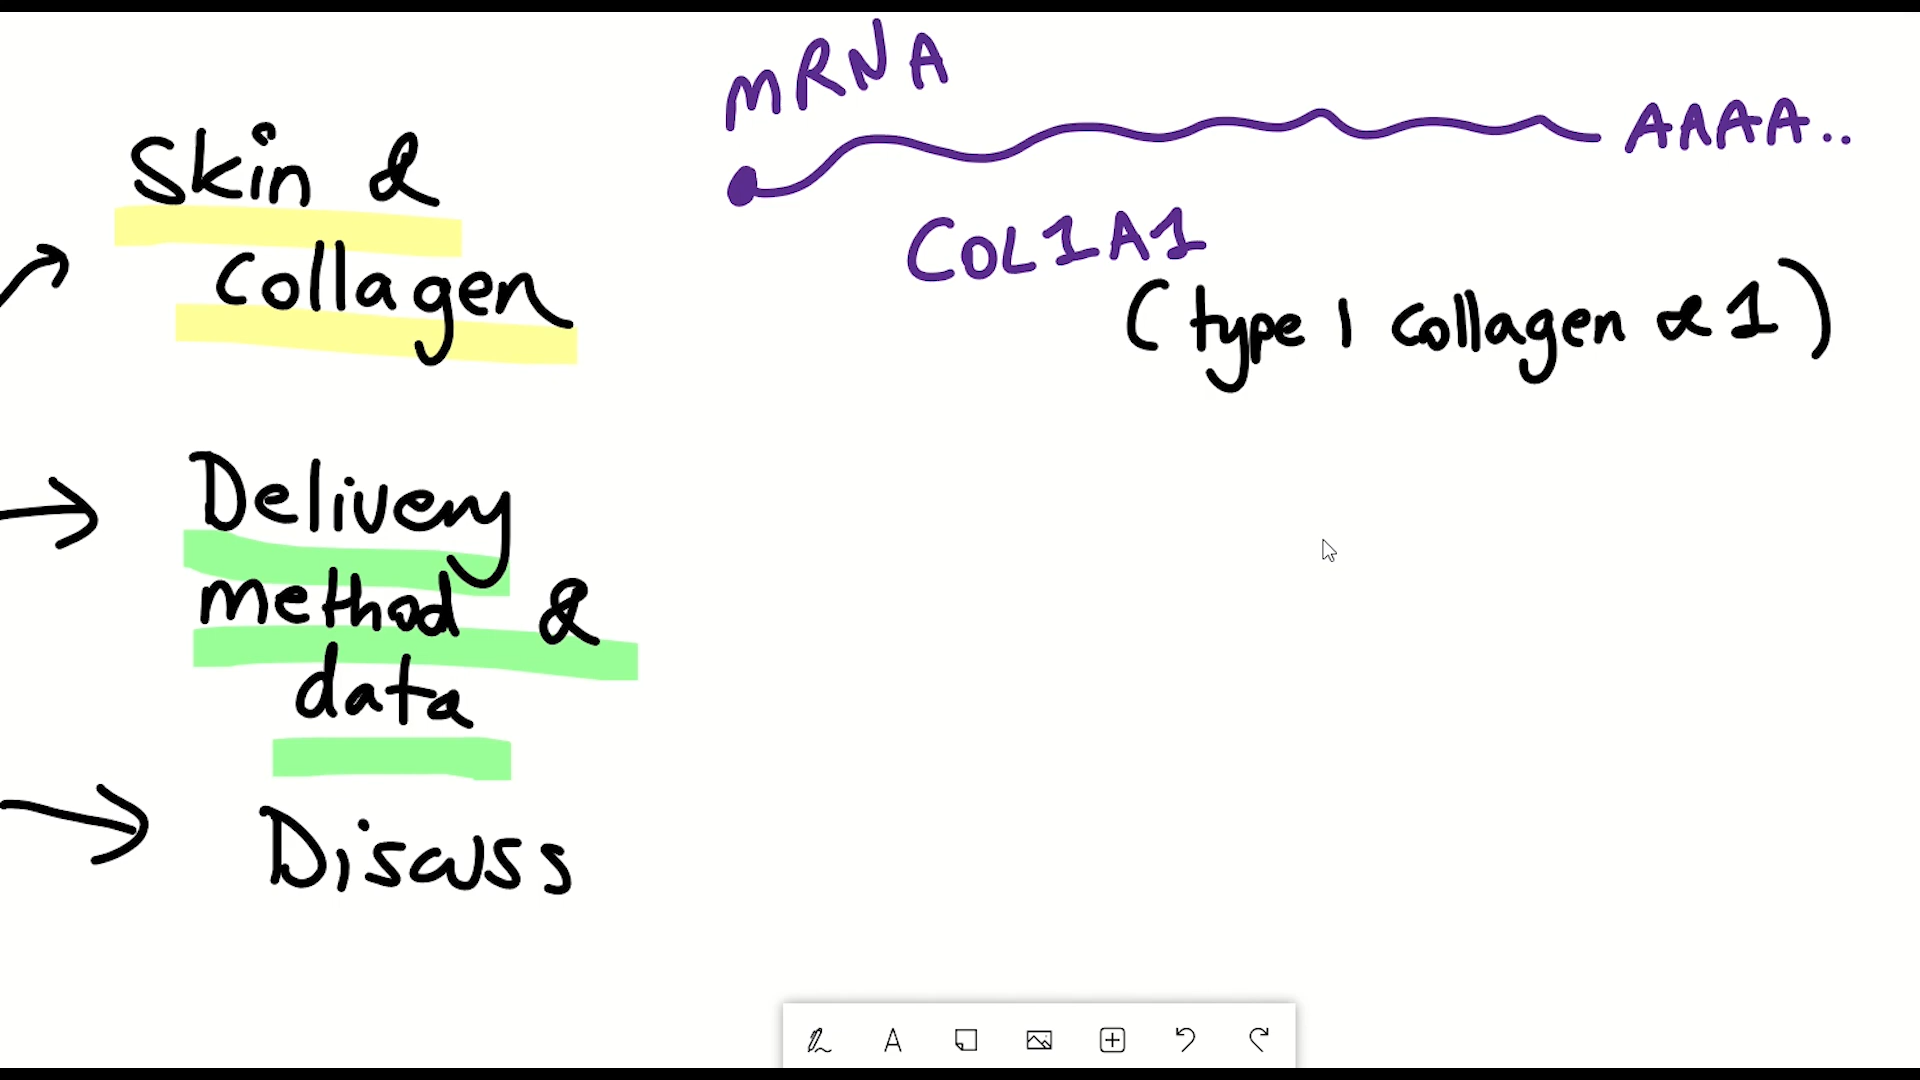 Skin &
Collagen
Delivery
method &
data
Discuss
mRNA
AAAA..
COL1A1
(type 1 collagen α1)
A